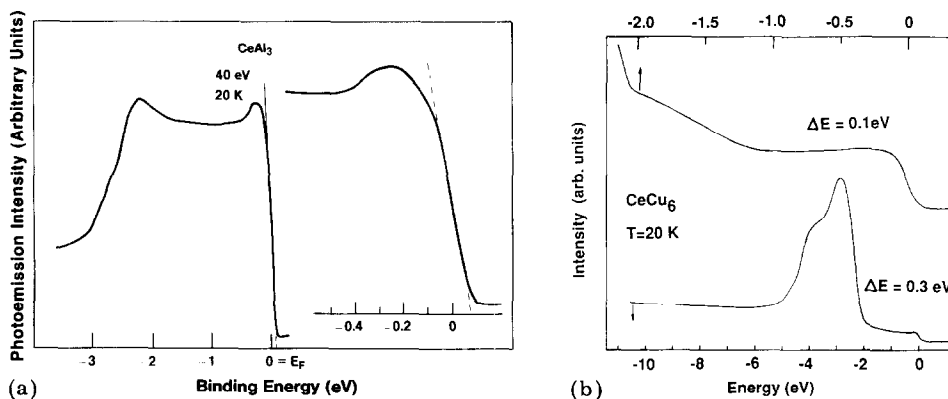 (a)
Photoemission Intensity (Arbitrary Units)
CeAl3
40 eV
20 K
−0.4 −0.2 0
−3 −2 −1 0 = EF
Binding Energy (eV)
(b)
-2.0 -1.5 -1.0 -0.5 0
Intensity (arb. units)
ΔE = 0.1eV
CeCu6
T=20 K
ΔE = 0.3 eV
-10 -8 -6 -4 -2 0
Energy (eV)